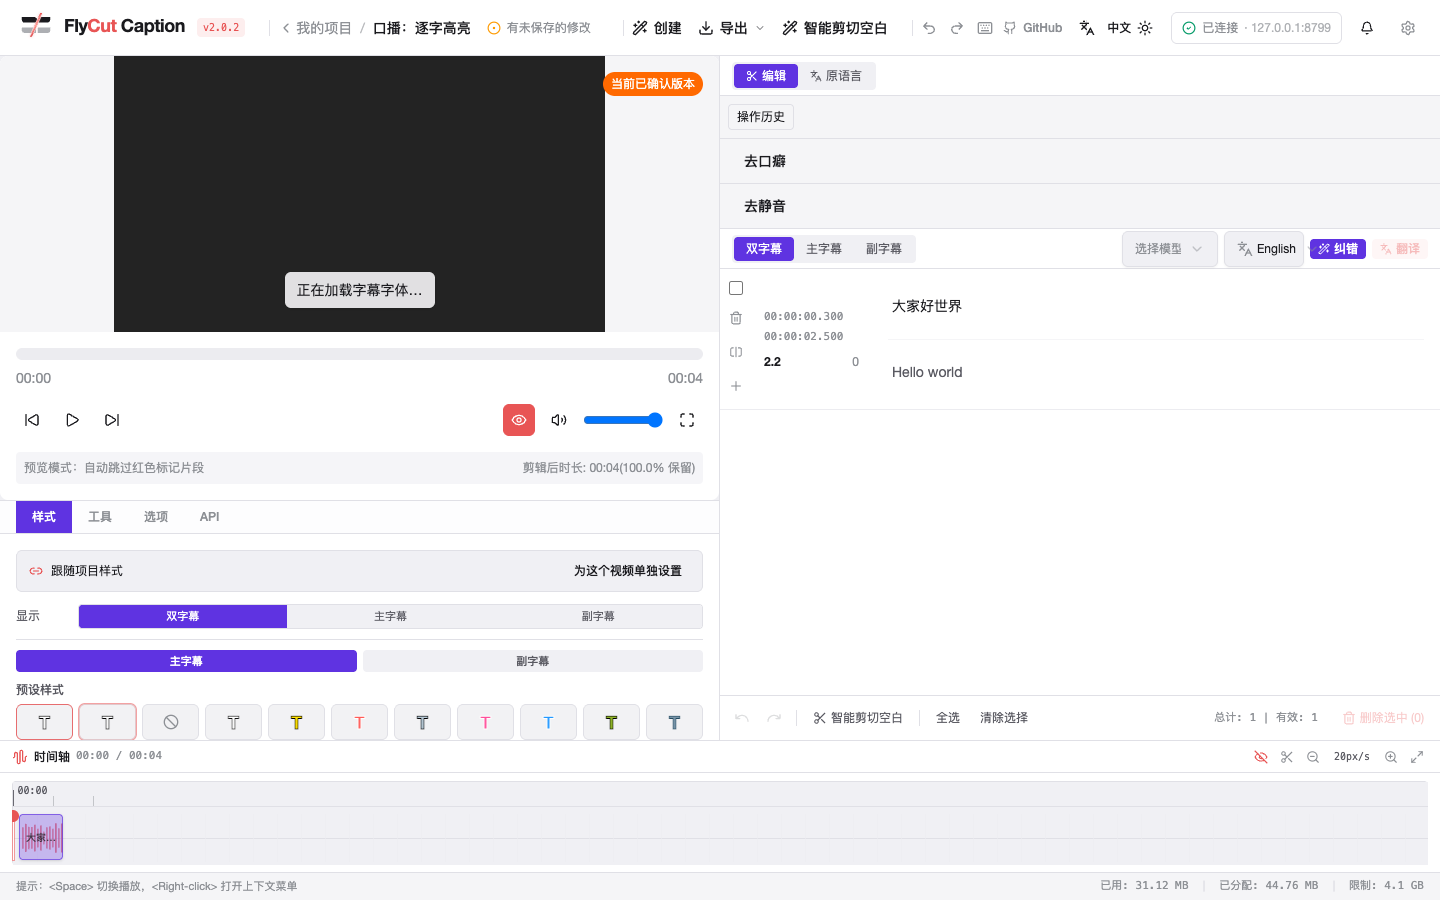 FlyCut Caption v2.0.2 我的项目 / 口播：逐字高亮 有未保存的修改 创建 导出 智能剪切空白 GitHub 中文 已连接 · 127.0.0.1:8799
当前已确认版本
正在加载字幕字体...
00:00 00:04
预览模式：自动跳过红色标记片段 剪辑后时长: 00:04(100.0% 保留)
样式 工具 选项 API
跟随项目样式 为这个视频单独设置
显示 双字幕 主字幕 副字幕
主字幕 副字幕
预设样式
T T T T T T T T T T
编辑 原语言
操作历史
去口癖
去静音
双字幕 主字幕 副字幕 选择模型 English 纠错 翻译
00:00:00.300
00:00:02.500
2.2 0
大家好世界
Hello world
智能剪切空白 全选 清除选择 总计: 1 | 有效: 1 删除选中 (0)
时间轴 00:00 / 00:04 20px/s
00:00
大家...
提示：<Space> 切换播放，<Right-click> 打开上下文菜单 已用: 31.12 MB 已分配: 44.76 MB 限制: 4.1 GB